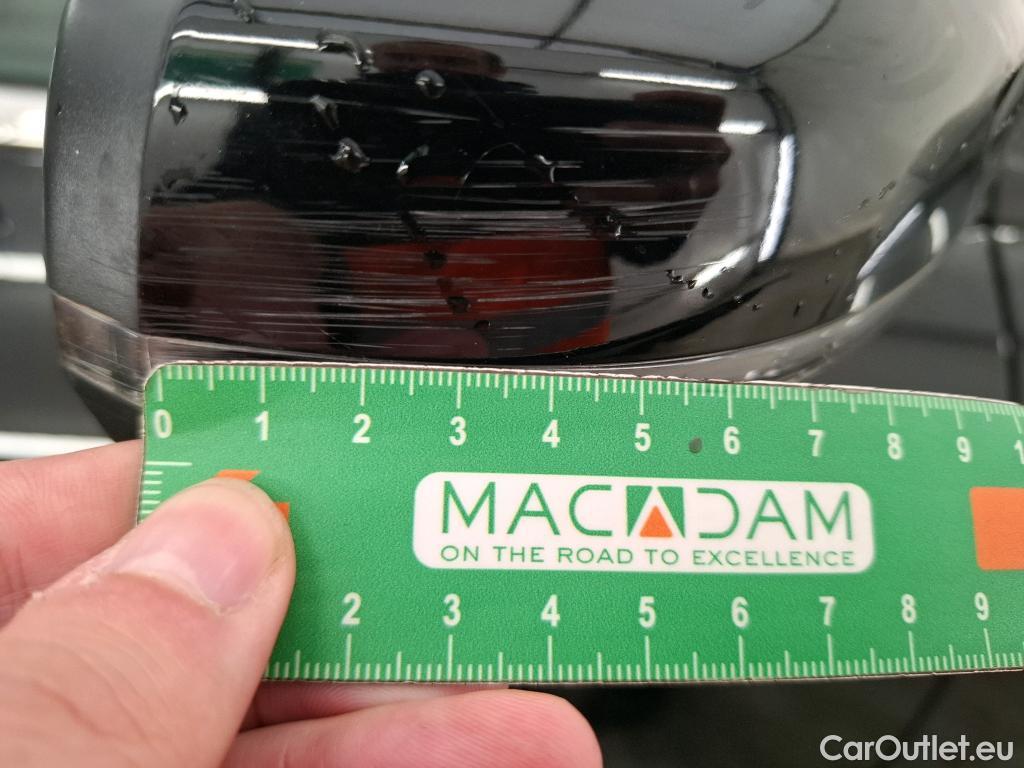 0 1 2 3 4 5 6 7 8 9 1
MACADAM
ON THE ROAD TO EXCELLENCE
2 3 4 5 6 7 8 9
CarOutlet.eu